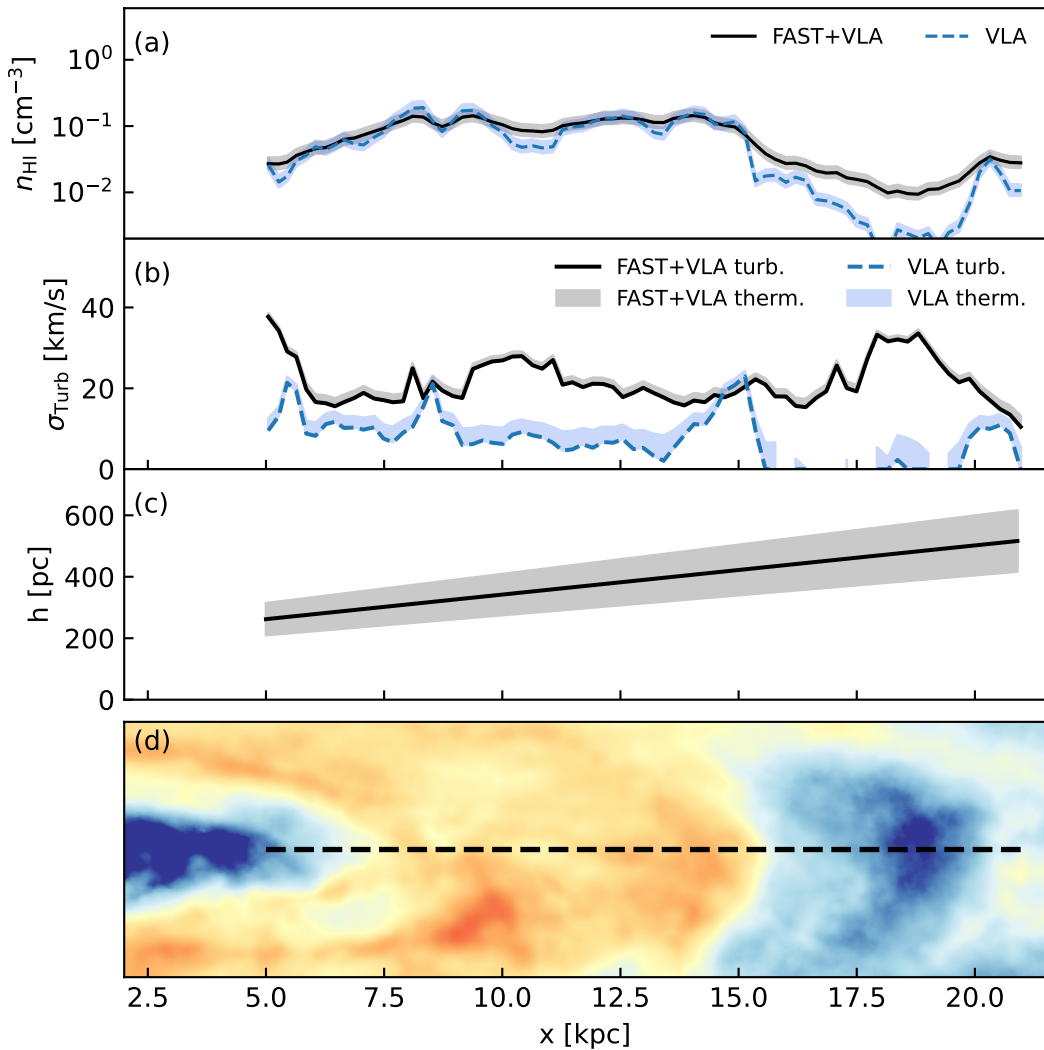 (a)
FAST+VLA
VLA
n_HI [cm⁻³]
10⁰
10⁻¹
10⁻²
(b)
FAST+VLA turb.
VLA turb.
FAST+VLA therm.
VLA therm.
σ_Turb [km/s]
40
20
0
(c)
h [pc]
600
400
200
0
(d)
2.5 5.0 7.5 10.0 12.5 15.0 17.5 20.0
x [kpc]